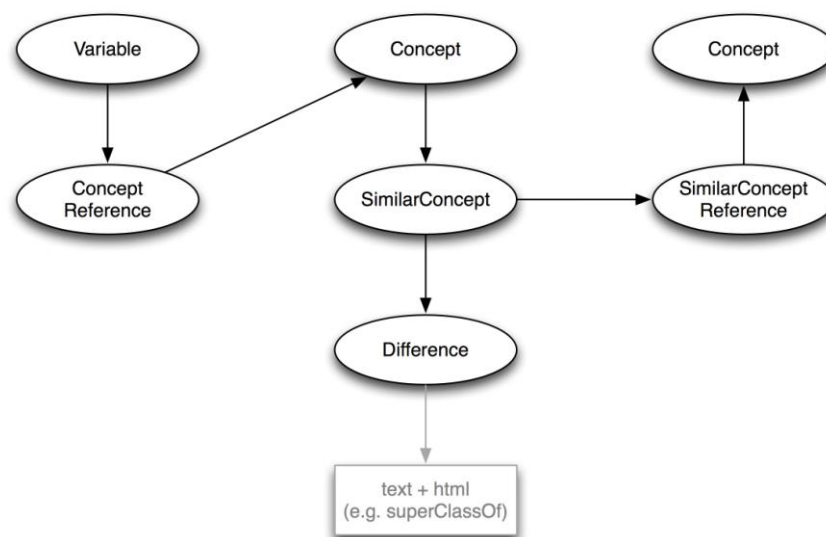 Variable
Concept
Concept
Concept
Reference
SimilarConcept
SimilarConcept
Reference
Difference
text + html
(e.g. superClassOf)